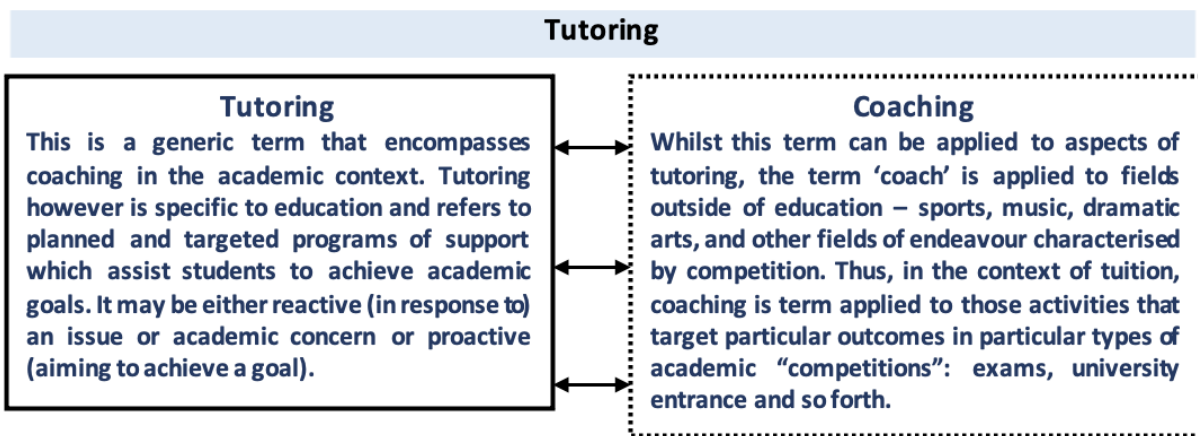 Tutoring
Tutoring
This is a generic term that encompasses
coaching in the academic context. Tutoring
however is specific to education and refers to
planned and targeted programs of support
which assist students to achieve academic
goals. It may be either reactive (in response to)
an issue or academic concern or proactive
(aiming to achieve a goal).
Coaching
Whilst this term can be applied to aspects of
tutoring, the term ‘coach’ is applied to fields
outside of education – sports, music, dramatic
arts, and other fields of endeavour characterised
by competition. Thus, in the context of tuition,
coaching is term applied to those activities that
target particular outcomes in particular types of
academic “competitions”: exams, university
entrance and so forth.